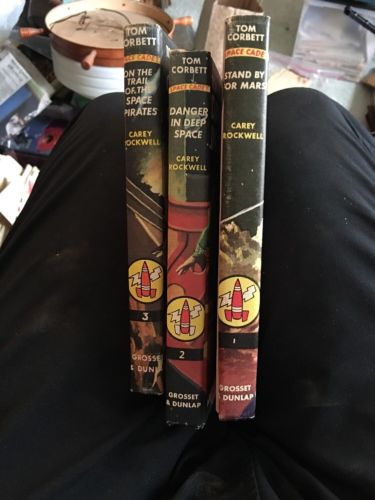 TOM
CORBETT
SPACE CADET
ON THE
TRAIL
OF THE
SPACE
PIRATES
CAREY
ROCKWELL
3
GROSSET
& DUNLAP
TOM
CORBETT
SPACE CADET
DANGER
IN DEEP
SPACE
CAREY
ROCKWELL
2
GROSSET
& DUNLAP
TOM
CORBETT
SPACE CADET
STAND BY
FOR MARS
CAREY
ROCKWELL
1
GROSSET
& DUNLAP